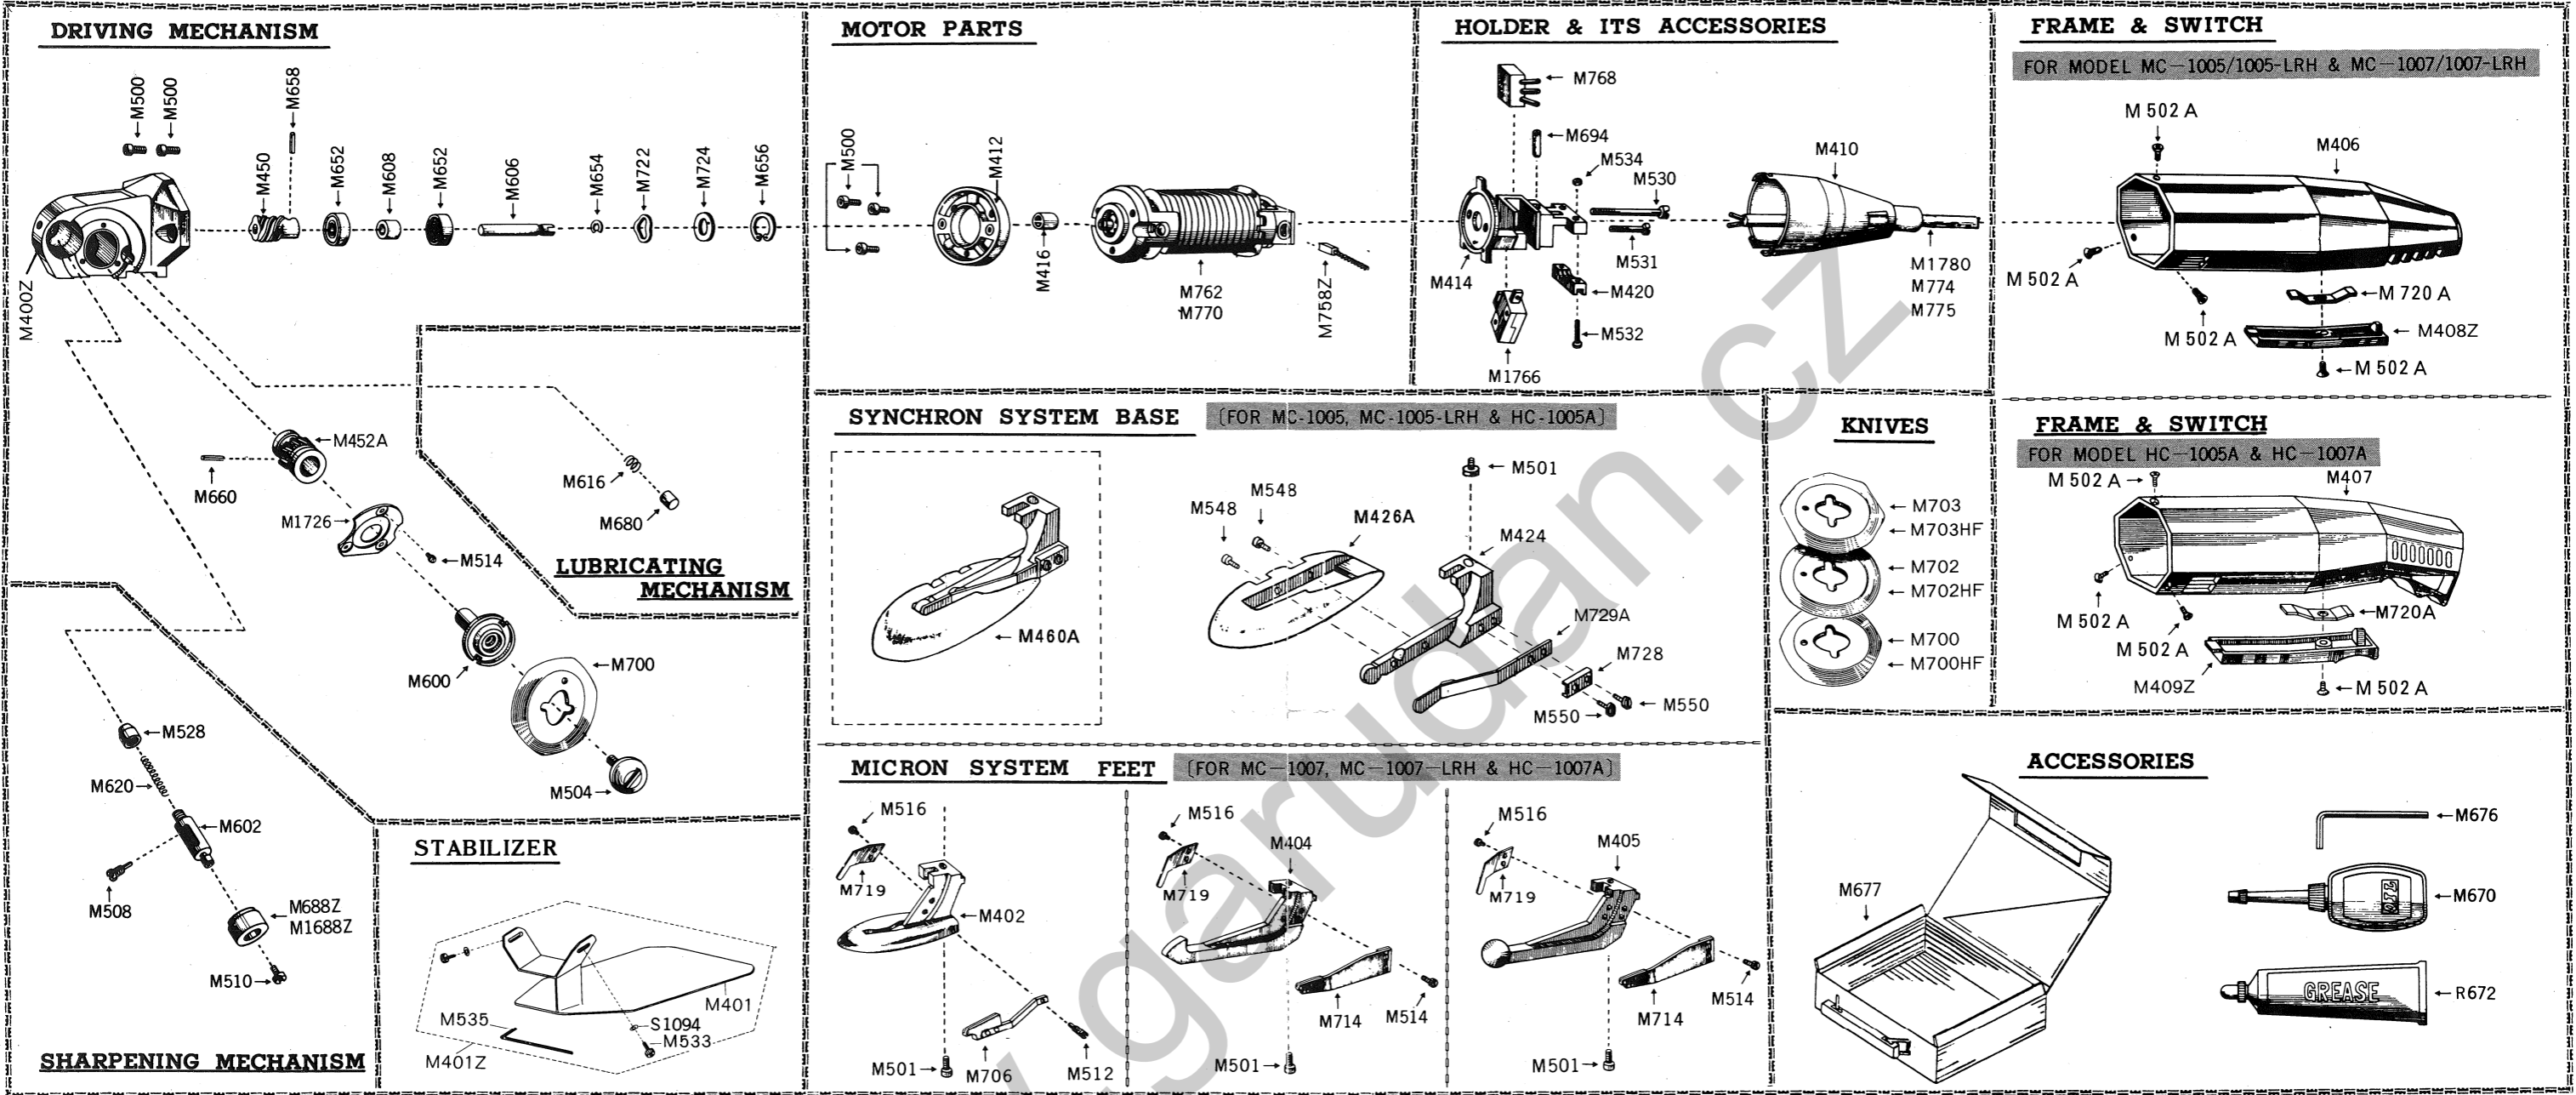 DRIVING MECHANISM
M500
M500
M658
M450
M652
M608
M652
M606
M654
M722
M724
M656
M400Z
M452A
M660
M1726
M514
M600
M700
M504
M616
M680
LUBRICATING
MECHANISM
M528
M620
M602
M508
M688Z
M1688Z
M510
SHARPENING MECHANISM
STABILIZER
M401
M535
S1094
M533
M401Z
MOTOR PARTS
M500
M412
M416
M762
M770
M758Z
HOLDER & ITS ACCESSORIES
M768
M694
M534
M530
M531
M414
M420
M532
M1766
M410
M1780
M774
M775
FRAME & SWITCH
FOR MODEL MC-1005/1005-LRH & MC-1007/1007-LRH
M 502 A
M406
M 502 A
M 720 A
M 502 A
M408Z
M 502 A
SYNCHRON SYSTEM BASE
(FOR MC-1005, MC-1005-LRH & HC-1005A)
M460A
M548
M548
M426A
M501
M424
M729A
M728
M550
M550
KNIVES
M703
M703HF
M702
M702HF
M700
M700HF
FRAME & SWITCH
FOR MODEL HC-1005A & HC-1007A
M 502 A
M407
M720A
M 502 A
M 502 A
M409Z
M 502 A
MICRON SYSTEM FEET
(FOR MC-1007, MC-1007-LRH & HC-1007A)
M516
M719
M402
M501
M706
M512
M516
M404
M719
M714
M514
M501
M516
M405
M719
M714
M514
M501
ACCESSORIES
M677
M676
OIL
M670
GREASE
R672
.garudan.cz